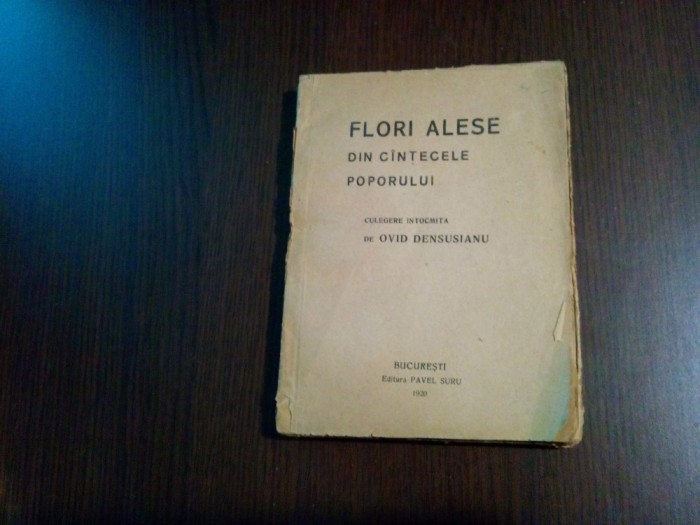 FLORI ALESE
DIN CÎNTECELE
POPORULUI
CULEGERE INTOCMITA
DE OVID DENSUSIANU
BUCUREȘTI
Editura PAVEL SURU
1920